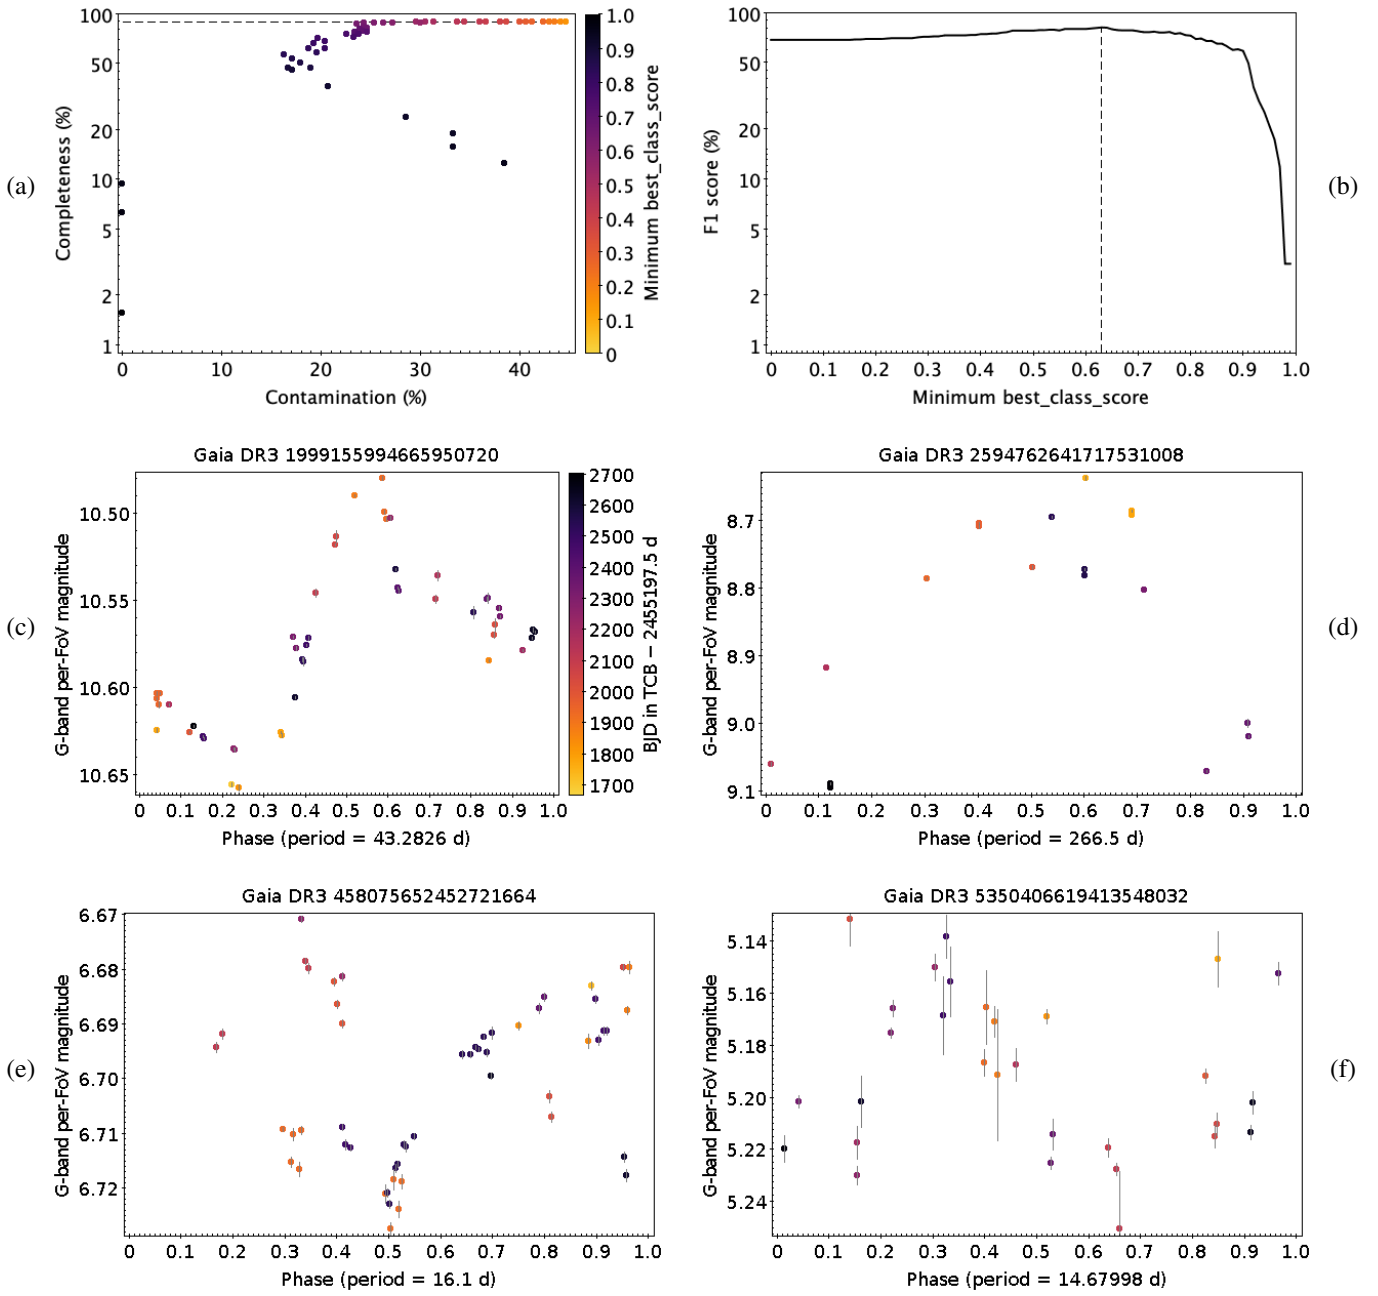 (a)
Completeness (%)
100
50
20
10
5
2
1
0 10 20 30 40
Contamination (%)
1.0
0.9
0.8
0.7
0.6
0.5
0.4
0.3
0.2
0.1
0
Minimum best_class_score
(b)
F1 score (%)
100
50
20
10
5
2
1
0 0.1 0.2 0.3 0.4 0.5 0.6 0.7 0.8 0.9 1.0
Minimum best_class_score
(c)
Gaia DR3 1999155994665950720
G-band per-FoV magnitude
10.50
10.55
10.60
10.65
0 0.1 0.2 0.3 0.4 0.5 0.6 0.7 0.8 0.9 1.0
Phase (period = 43.2826 d)
2700
2600
2500
2400
2300
2200
2100
2000
1900
1800
1700
BJD in TCB − 2455197.5 d
(d)
Gaia DR3 2594762641717531008
G-band per-FoV magnitude
8.7
8.8
8.9
9.0
9.1
0 0.1 0.2 0.3 0.4 0.5 0.6 0.7 0.8 0.9 1.0
Phase (period = 266.5 d)
(e)
Gaia DR3 458075652452721664
G-band per-FoV magnitude
6.67
6.68
6.69
6.70
6.71
6.72
0 0.1 0.2 0.3 0.4 0.5 0.6 0.7 0.8 0.9 1.0
Phase (period = 16.1 d)
(f)
Gaia DR3 5350406619413548032
G-band per-FoV magnitude
5.14
5.16
5.18
5.20
5.22
5.24
0 0.1 0.2 0.3 0.4 0.5 0.6 0.7 0.8 0.9 1.0
Phase (period = 14.67998 d)